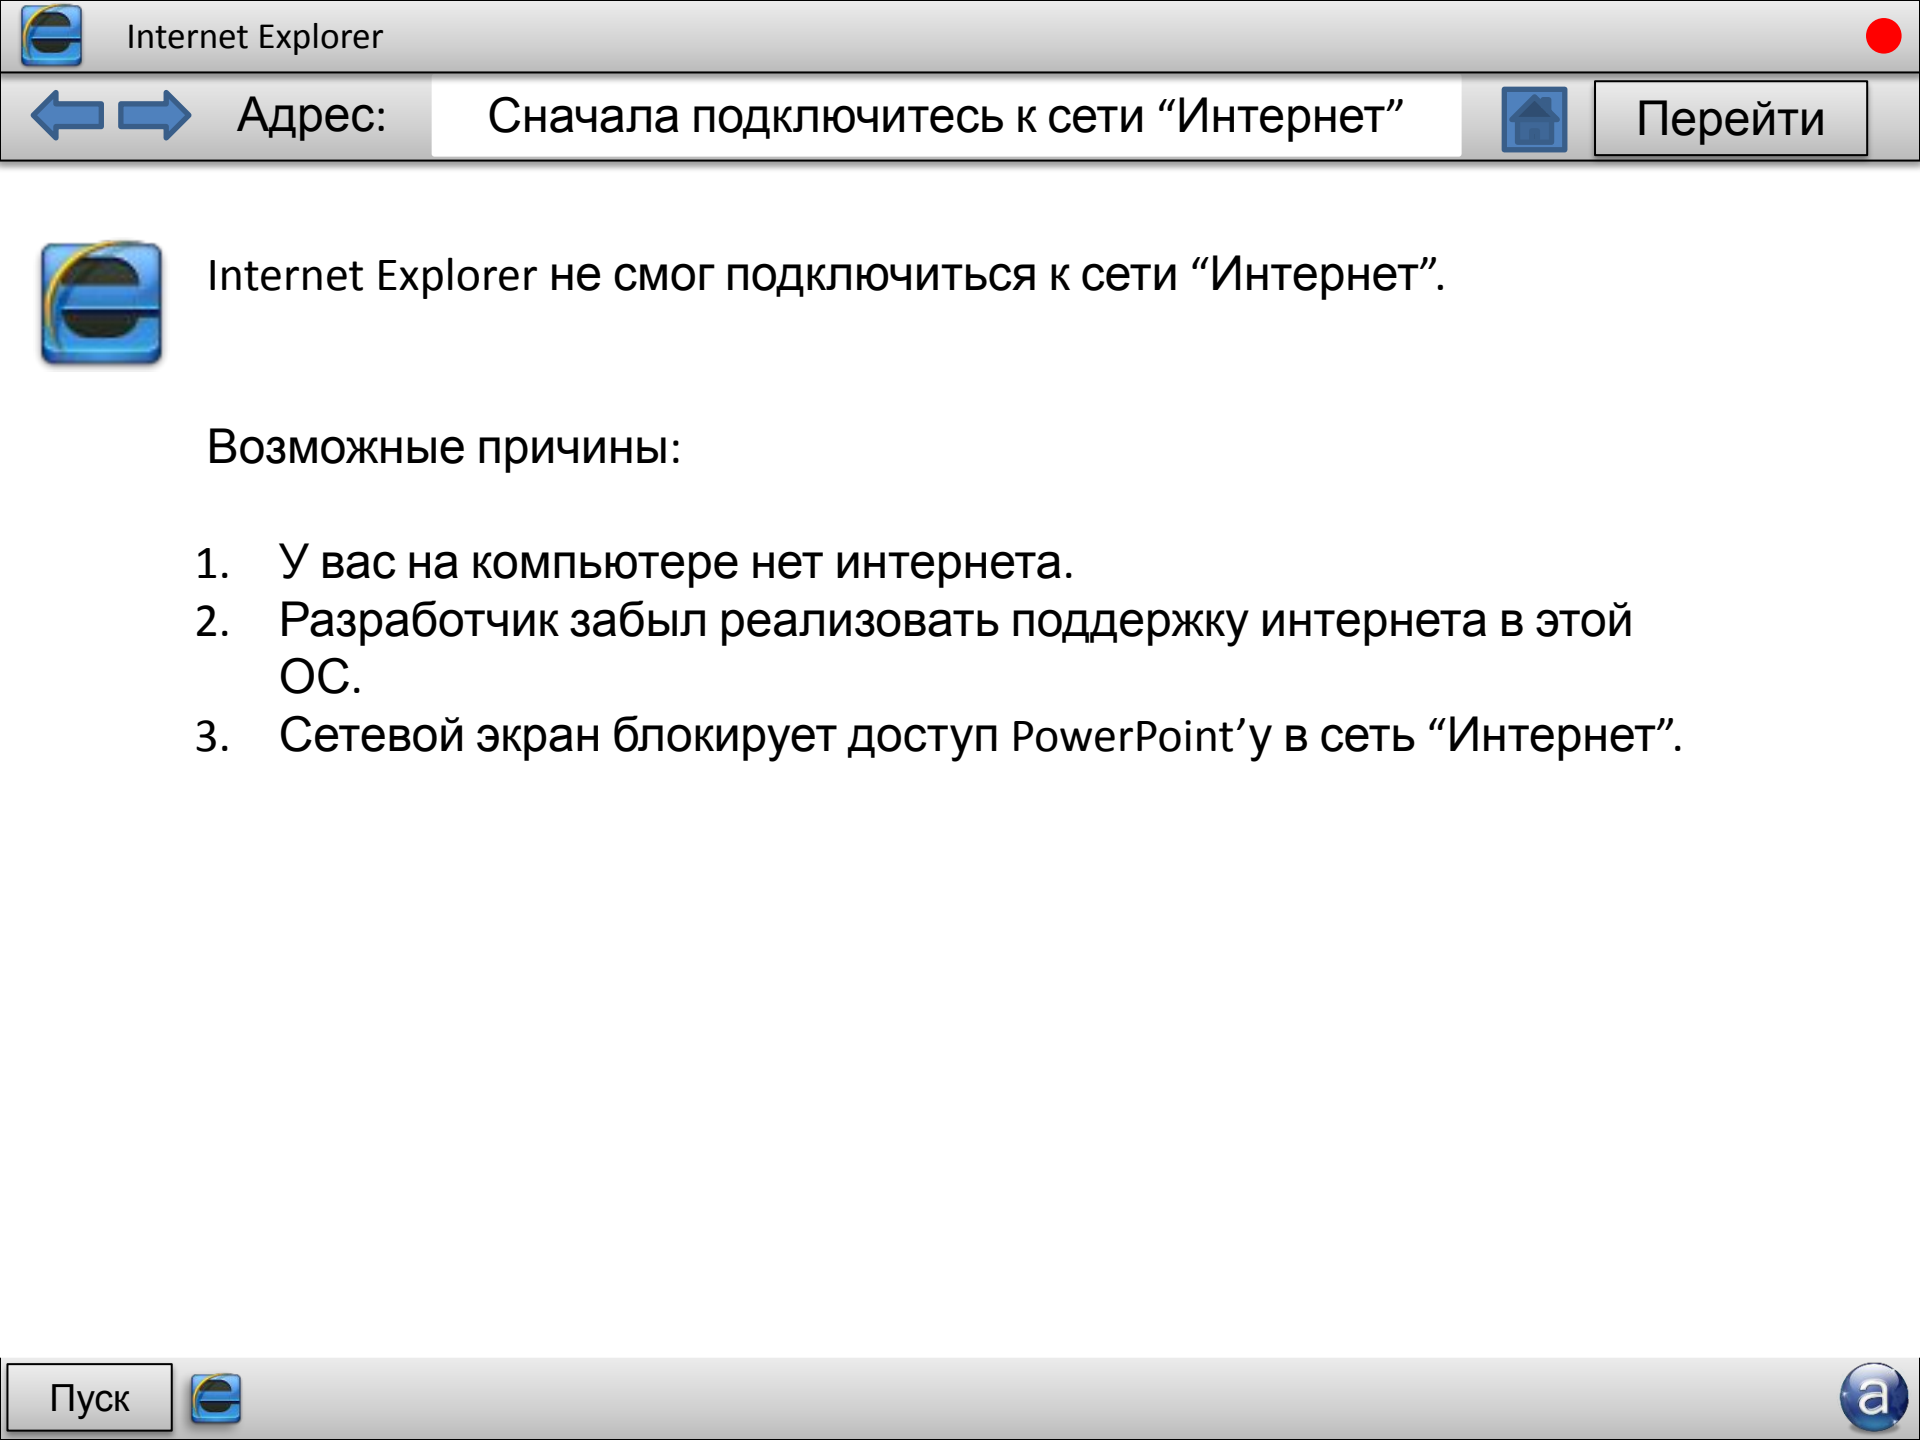 Internet Explorer
Адрес: Сначала подключитесь к сети “Интернет” Перейти
Internet Explorer не смог подключиться к сети “Интернет”.
Возможные причины:
1. У вас на компьютере нет интернета.
2. Разработчик забыл реализовать поддержку интернета в этой
ОС.
3. Сетевой экран блокирует доступ PowerPoint’у в сеть “Интернет”.
Пуск